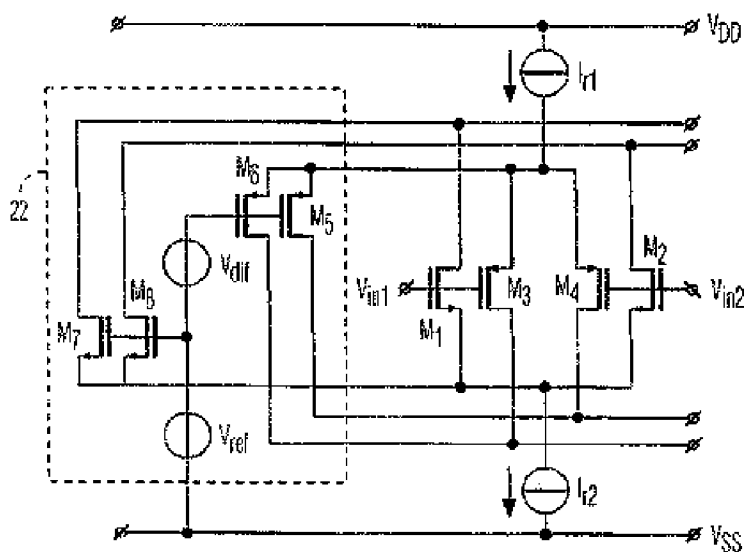 V_DD
I_r1
M_6
22
M_5
V_dif
M_2
M_8
V_in1
M_3
M_4
V_in2
M_7
M_1
V_ref
I_r2
V_SS